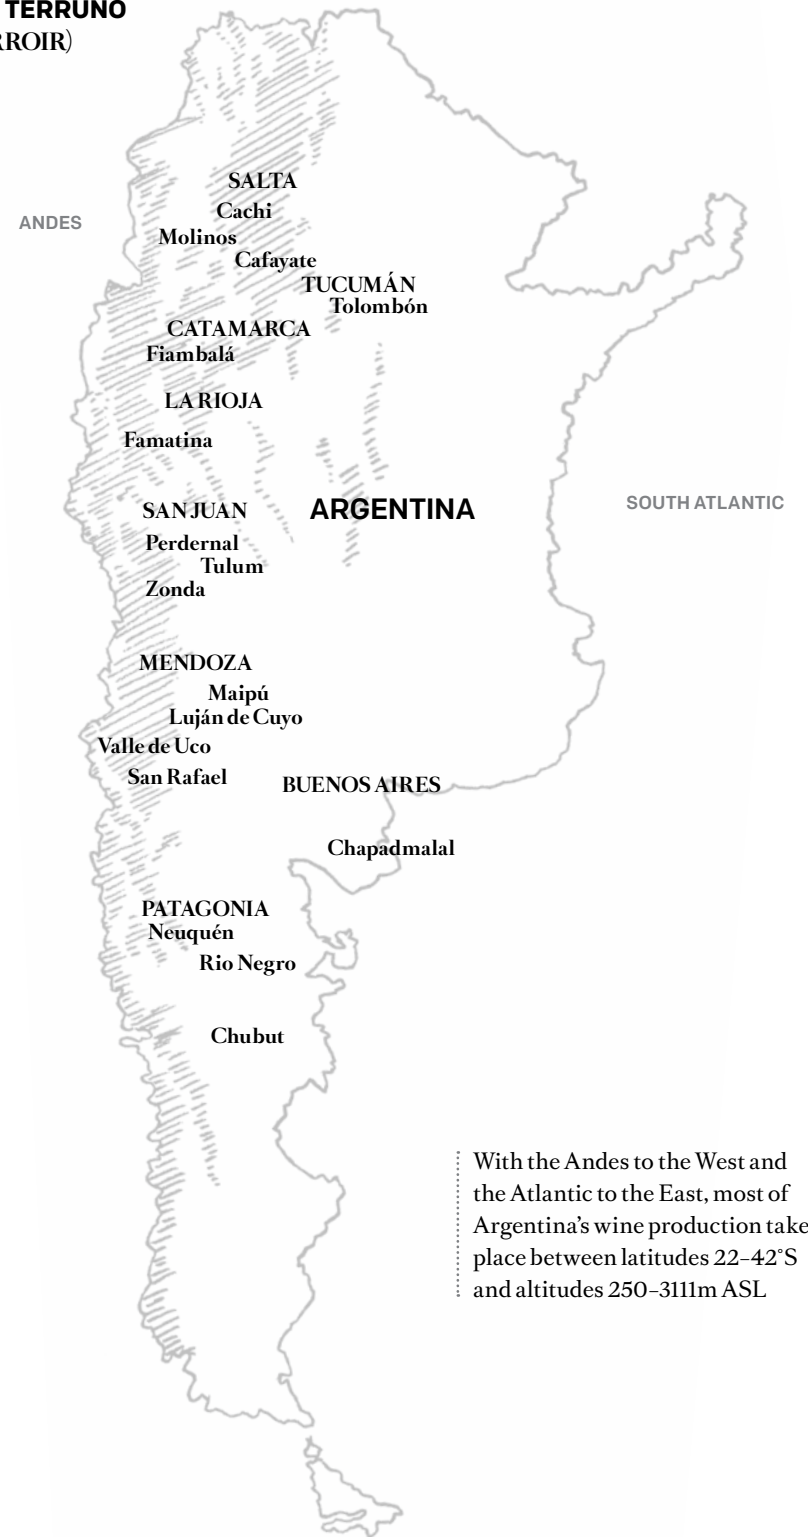 TERRUNO
RROIR)
SALTA
Cachi
ANDES
Molinos
Cafayate
TUCUMÁN
Tolombón
CATAMARCA
Fiambalá
LA RIOJA
Famatina
SAN JUAN
ARGENTINA
SOUTH ATLANTIC
Perdernal
Tulum
Zonda
MENDOZA
Maipú
Luján de Cuyo
Valle de Uco
San Rafael
BUENOS AIRES
Chapadmalal
PATAGONIA
Neuquén
Rio Negro
Chubut
With the Andes to the West and
the Atlantic to the East, most of
Argentina’s wine production take
place between latitudes 22–42°S
and altitudes 250–3111m ASL